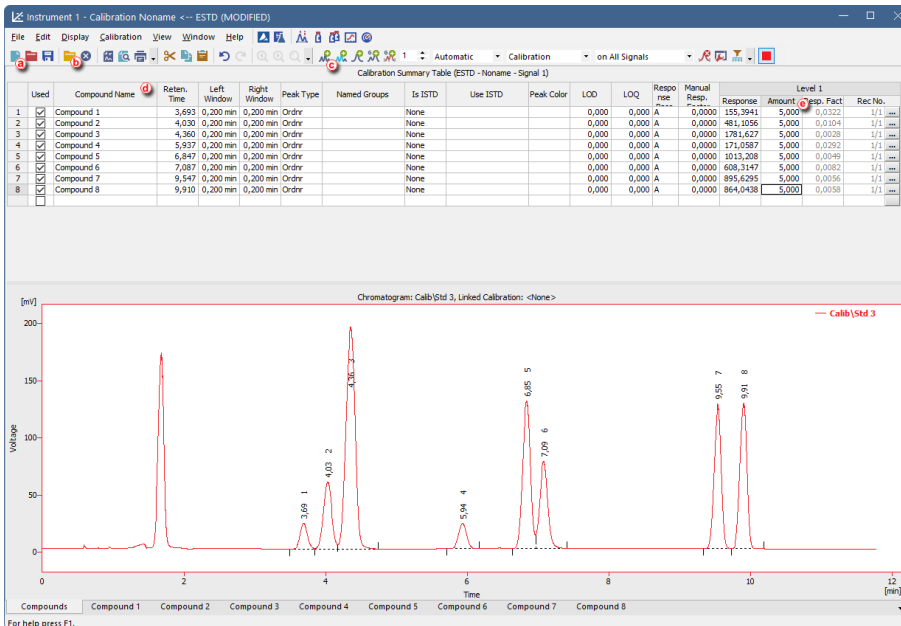 Instrument 1 - Calibration Noname <-- ESTD (MODIFIED)
File Edit Display Calibration View Window Help
a b c 1 Automatic Calibration on All Signals
Calibration Summary Table (ESTD - Noname - Signal 1)
Used Compound Name d Reten. Time Left Window Right Window Peak Type Named Groups Is ISTD Use ISTD Peak Color LOD LOQ Respo nse Manual Resp. Level 1
Response Amount e Resp. Fact Rec No.
1 Compound 1 3,693 0,200 min 0,200 min Ordnr None 0,000 0,000 A 0,0000 155,3941 5,000 0,0322 1/1 ...
2 Compound 2 4,030 0,200 min 0,200 min Ordnr None 0,000 0,000 A 0,0000 481,1056 5,000 0,0104 1/1 ...
3 Compound 3 4,360 0,200 min 0,200 min Ordnr None 0,000 0,000 A 0,0000 1781,627 5,000 0,0028 1/1 ...
4 Compound 4 5,937 0,200 min 0,200 min Ordnr None 0,000 0,000 A 0,0000 171,0587 5,000 0,0292 1/1 ...
5 Compound 5 6,847 0,200 min 0,200 min Ordnr None 0,000 0,000 A 0,0000 1013,208 5,000 0,0049 1/1 ...
6 Compound 6 7,087 0,200 min 0,200 min Ordnr None 0,000 0,000 A 0,0000 608,3147 5,000 0,0082 1/1 ...
7 Compound 7 9,547 0,200 min 0,200 min Ordnr None 0,000 0,000 A 0,0000 895,6295 5,000 0,0056 1/1 ...
8 Compound 8 9,910 0,200 min 0,200 min Ordnr None 0,000 0,000 A 0,0000 864,0438 5,000 0,0058 1/1 ...
Chromatogram: Calib\Std 3, Linked Calibration: <None>
[mV]
Calib\Std 3
200
150
100
50
0
Voltage
3,69 1
4,03 2
4,36 3
5,94 4
6,85 5
7,09 6
9,55 7
9,91 8
0 2 4 6 8 10 12
Time [min]
Compounds Compound 1 Compound 2 Compound 3 Compound 4 Compound 5 Compound 6 Compound 7 Compound 8
For help press F1.